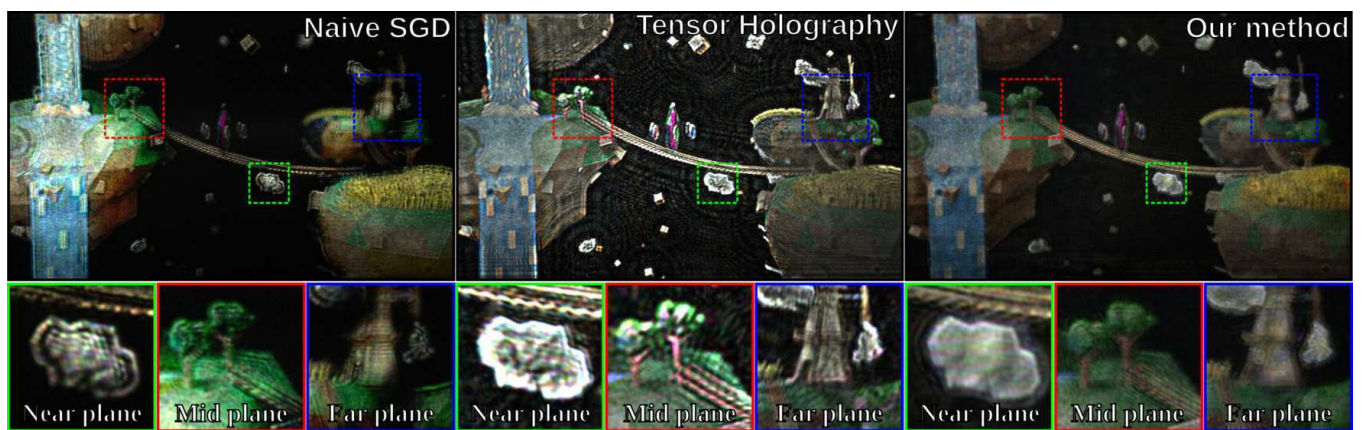 Naive SGD
Tensor Holography
Our method
Near plane
Mid plane
Far plane
Near plane
Mid plane
Far plane
Near plane
Mid plane
Far plane